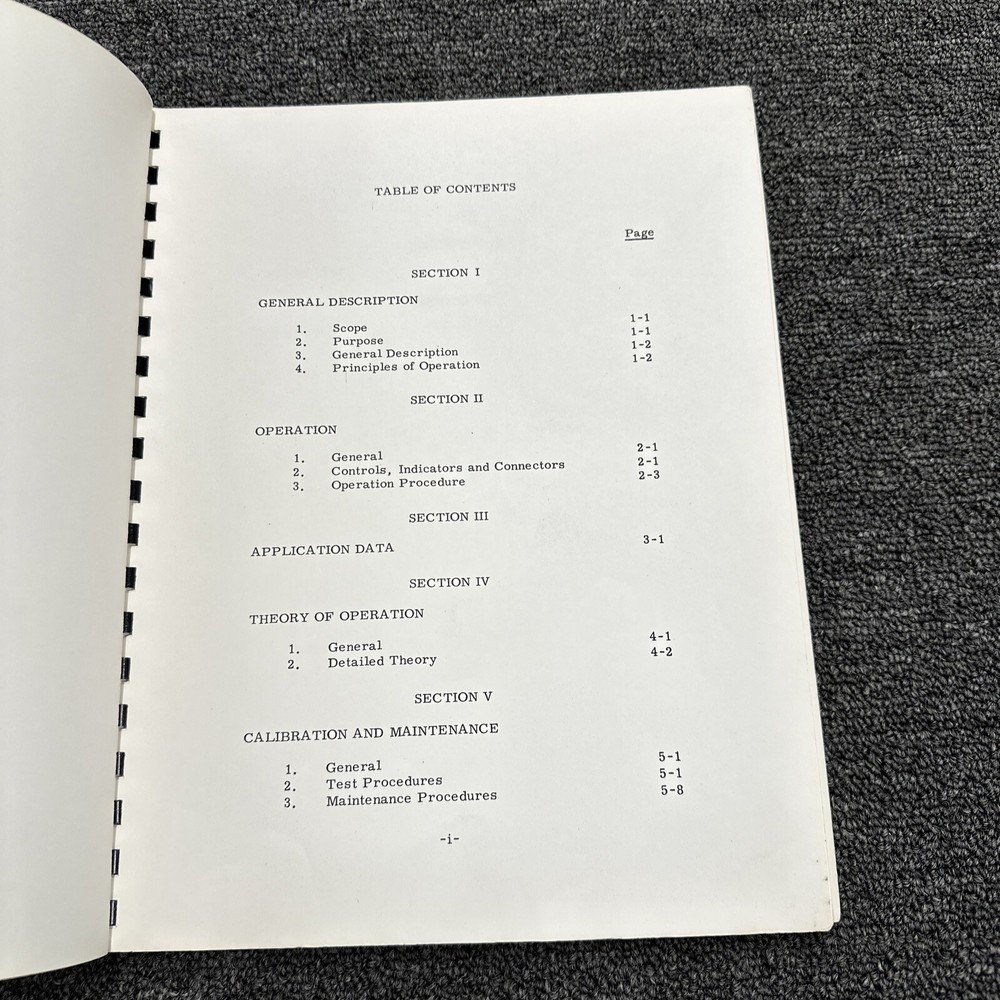 TABLE OF CONTENTS
Page
SECTION I
GENERAL DESCRIPTION
1. Scope 1-1
2. Purpose 1-1
3. General Description 1-2
4. Principles of Operation 1-2
SECTION II
OPERATION
1. General 2-1
2. Controls, Indicators and Connectors 2-1
3. Operation Procedure 2-3
SECTION III
APPLICATION DATA 3-1
SECTION IV
THEORY OF OPERATION
1. General 4-1
2. Detailed Theory 4-2
SECTION V
CALIBRATION AND MAINTENANCE
1. General 5-1
2. Test Procedures 5-1
3. Maintenance Procedures 5-8
-i-